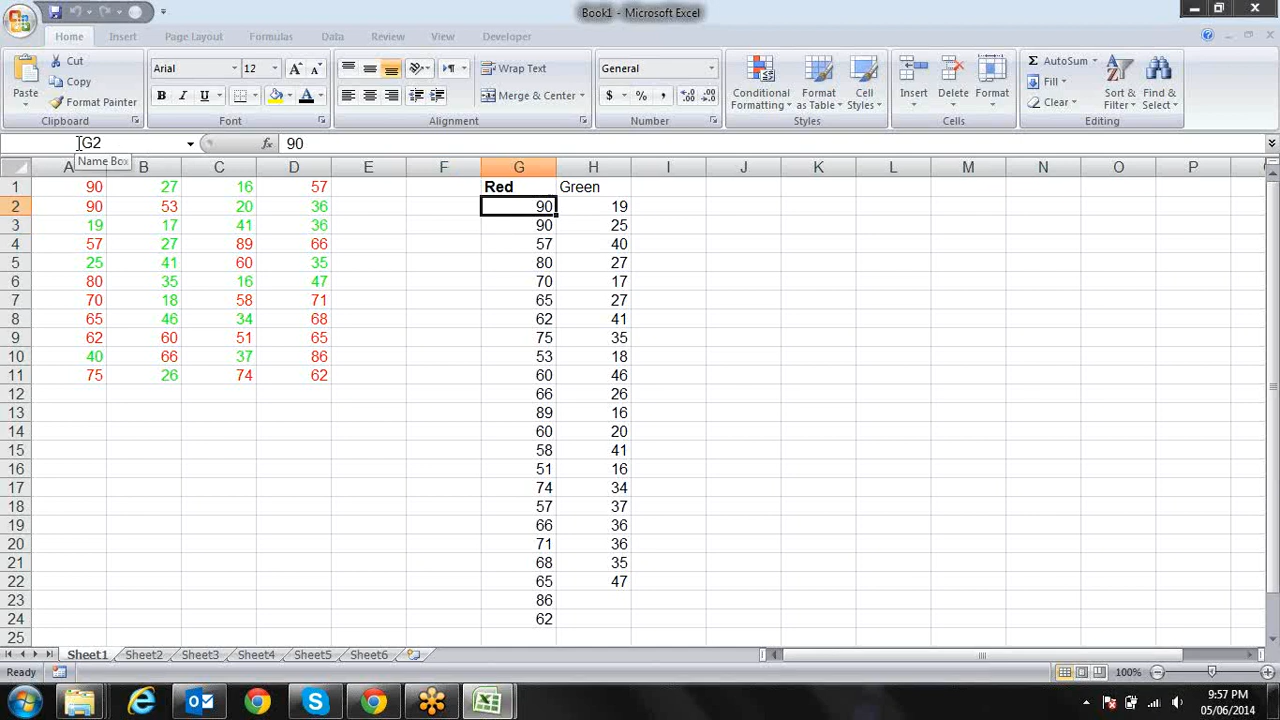 Book1 - Microsoft Excel
Home Insert Page Layout Formulas Data Review View Developer
Paste Cut Copy Format Painter
Arial 12
Wrap Text
Merge & Center
General
$ % ,
Conditional Formatting Format as Table Cell Styles
Insert Delete Format
AutoSum Fill Clear
Sort & Filter Find & Select
Clipboard Font Alignment Number Styles Cells Editing
G2 fx 90
Name Box
A B C D E F G H I J K L M N O P
1 90 27 16 57 Red Green
2 90 53 20 36 90 19
3 19 17 41 36 90 25
4 57 27 89 66 57 40
5 25 41 60 35 80 27
6 80 35 16 47 70 17
7 70 18 58 71 65 27
8 65 46 34 68 62 41
9 62 60 51 65 75 35
10 40 66 37 86 53 18
11 75 26 74 62 60 46
12 66 26
13 89 16
14 60 20
15 58 41
16 51 16
17 74 34
18 57 37
19 66 36
20 71 36
21 68 35
22 65 47
23 86
24 62
25
Sheet1 Sheet2 Sheet3 Sheet4 Sheet5 Sheet6
Ready 100%
9:57 PM
05/06/2014